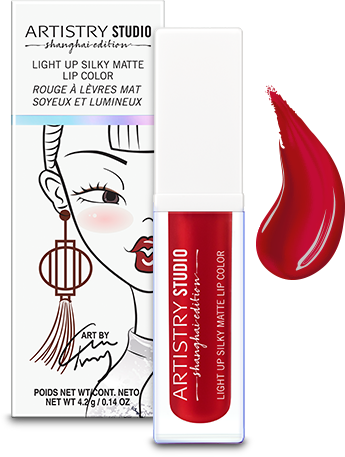 ARTISTRY STUDIO
shanghai edition
LIGHT UP SILKY MATTE
LIP COLOR
ROUGE À LÈVRES MAT
SOYEUX ET LUMINEUX
ART BY
POIDS NET WT CONT. NETO
NET WT 4.2 g / 0.14 OZ
ARTISTRY STUDIO
shanghai edition
LIGHT UP SILKY MATTE LIP COLOR